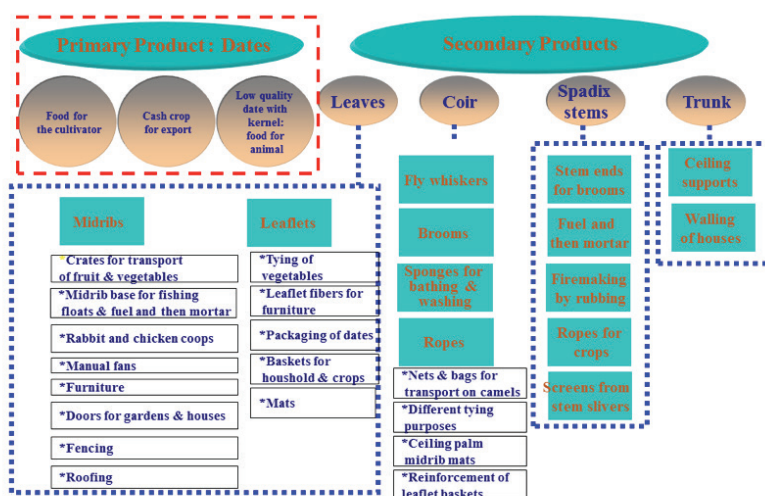 Primary Product: Dates
Secondary Products
Food for
the cultivator
Cash crop
for export
Low quality
date with
kernel:
food for
animal
Leaves
Coir
Spadix
stems
Trunk
Midribs
*Crates for transport
of fruit & vegetables
*Midrib base for fishing
floats & fuel and then mortar
*Rabbit and chicken coops
*Manual fans
*Furniture
*Doors for gardens & houses
*Fencing
*Roofing
Leaflets
*Tying of
vegetables
*Leaflet fibers for
furniture
*Packaging of dates
*Baskets for
houshold & crops
*Mats
Fly whiskers
Brooms
Sponges for
bathing &
washing
Ropes
*Nets & bags for
transport on camels
*Different tying
purposes
*Ceiling palm
midrib mats
*Reinforcement of
leaflet baskets
Stem ends
for brooms
Fuel and
then mortar
Firemaking
by rubbing
Ropes for
crops
Screens from
stem slivers
Ceiling
supports
Walling
of houses